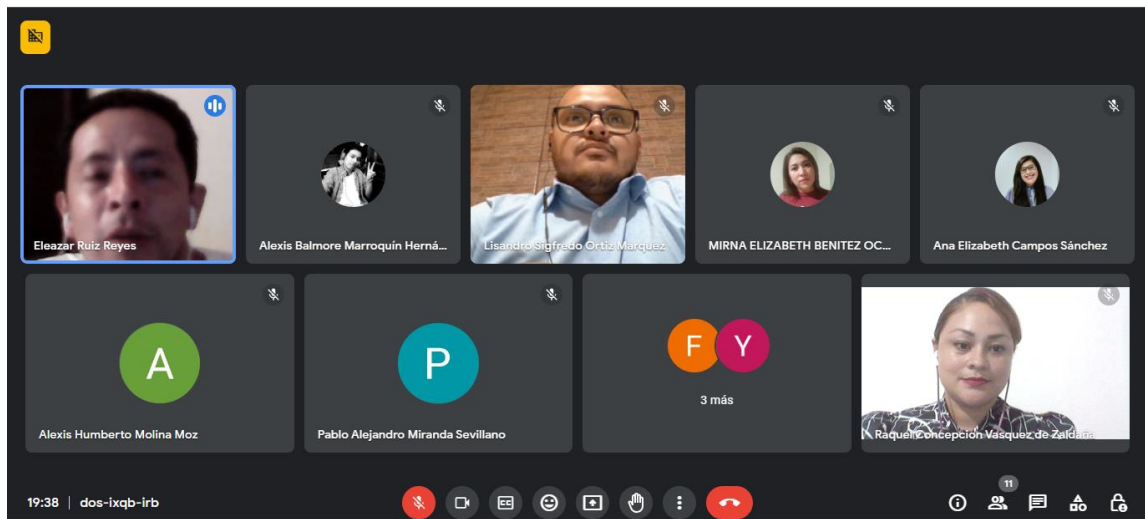 Eleazar Ruiz Reyes
Alexis Balmore Marroquín Herná...
Lisandro Sigfredo Ortiz Marquez
MIRNA ELIZABETH BENITEZ OC...
Ana Elizabeth Campos Sánchez
A
Alexis Humberto Molina Moz
P
Pablo Alejandro Miranda Sevillano
F Y
3 más
Raquel Concepcion Vasquez de Zaldaña
19:38 | dos-ixqb-irb
CC
11